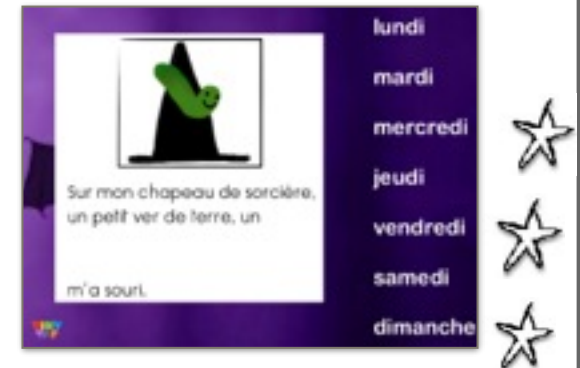 Sur mon chapeau de sorcière,
un petit ver de terre, un
m'a souri.
lundi
mardi
mercredi
jeudi
vendredi
samedi
dimanche